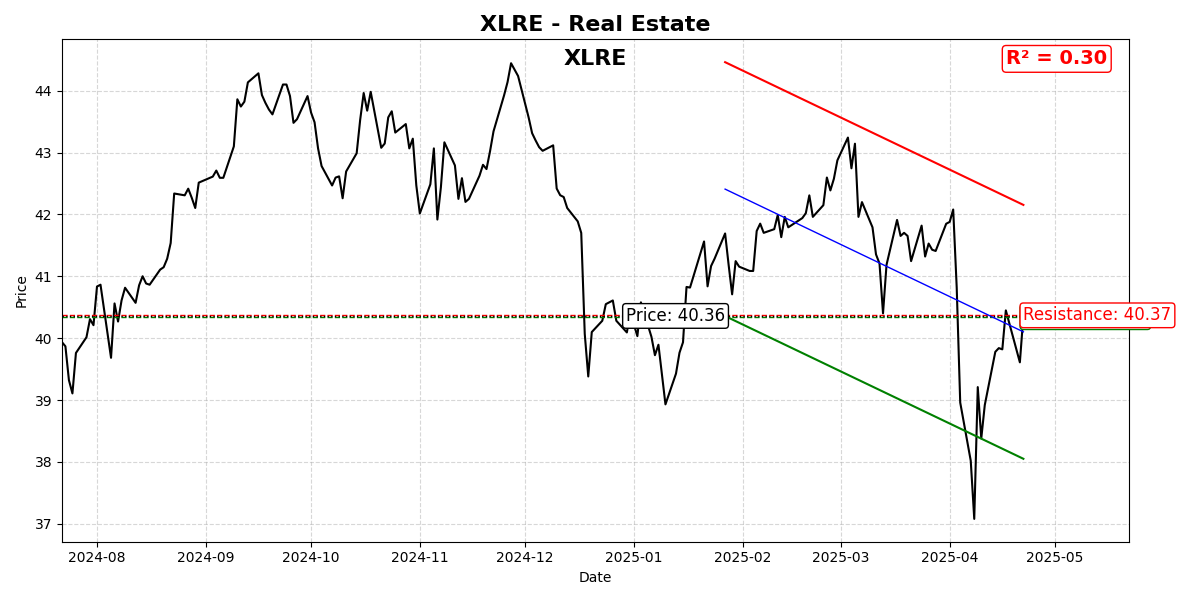 XLRE - Real Estate
XLRE
R² = 0.30
Price
44
43
42
41
40
39
38
37
Price: 40.36
Resistance: 40.37
2024-08
2024-09
2024-10
2024-11
2024-12
2025-01
2025-02
2025-03
2025-04
2025-05
Date